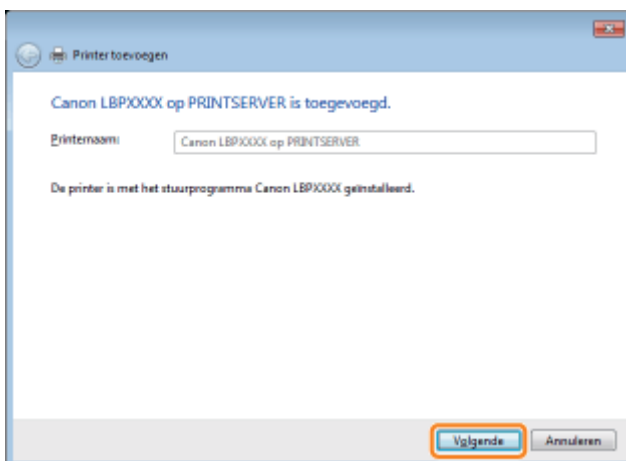 Printer toevoegen
Canon LBPXXXX op PRINTSERVER is toegevoegd.
Printernaam: Canon LBPXXXX op PRINTSERVER
De printer is met het stuurprogramma Canon LBPXXXX geïnstalleerd.
Volgende Annuleren